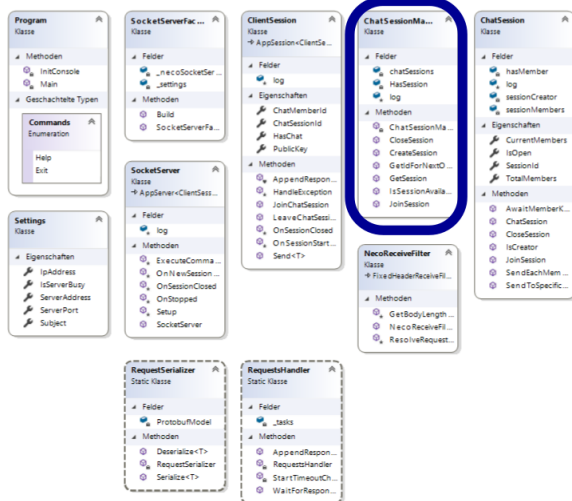 Program
Klasse
Methoden
InitConsole
Main
Geschachtelte Typen
Commands
Enumeration
Help
Exit
Settings
Klasse
Eigenschaften
IpAddress
IsServerBusy
ServerAddress
ServerPort
Subject
SocketServerFac...
Klasse
Felder
_necoSocketSer...
_settings
Methoden
Build
SocketServerFa...
SocketServer
Klasse
AppServer<ClientSess...
Felder
log
Methoden
ExecuteComma...
OnNewSession...
OnSessionClosed
OnStopped
Setup
SocketServer
RequestSerializer
Static Klasse
Felder
ProtobufModel
Methoden
Deserialize<T>
RequestSerializer
Serialize<T>
ClientSession
Klasse
AppSession<ClientSe...
Felder
log
Eigenschaften
ChatMemberId
ChatSessionId
HasChat
PublicKey
Methoden
AppendRespon...
HandleException
JoinChatSession
LeaveChatSessi...
OnSessionClosed
OnSessionStart...
Send<T>
RequestsHandler
Static Klasse
Felder
_tasks
Methoden
AppendRespon...
RequestsHandler
StartTimeoutCh...
WaitForRespon...
ChatSessionMa...
Klasse
Felder
chatSessions
HasSession
log
Methoden
ChatSessionMa...
CloseSession
CreateSession
GetIdForNextO...
GetSession
IsSessionAvaila...
JoinSession
NecoReceiveFilter
Klasse
FixedHeaderReceiveFil...
Methoden
GetBodyLength...
NecoReceiveFil...
ResolveRequest...
ChatSession
Klasse
Felder
hasMember
log
sessionCreator
sessionMembers
Eigenschaften
CurrentMembers
IsOpen
SessionId
TotalMembers
Methoden
AwaitMemberK...
ChatSession
CloseSession
IsCreator
JoinSession
SendEachMem...
SendToSpecific...